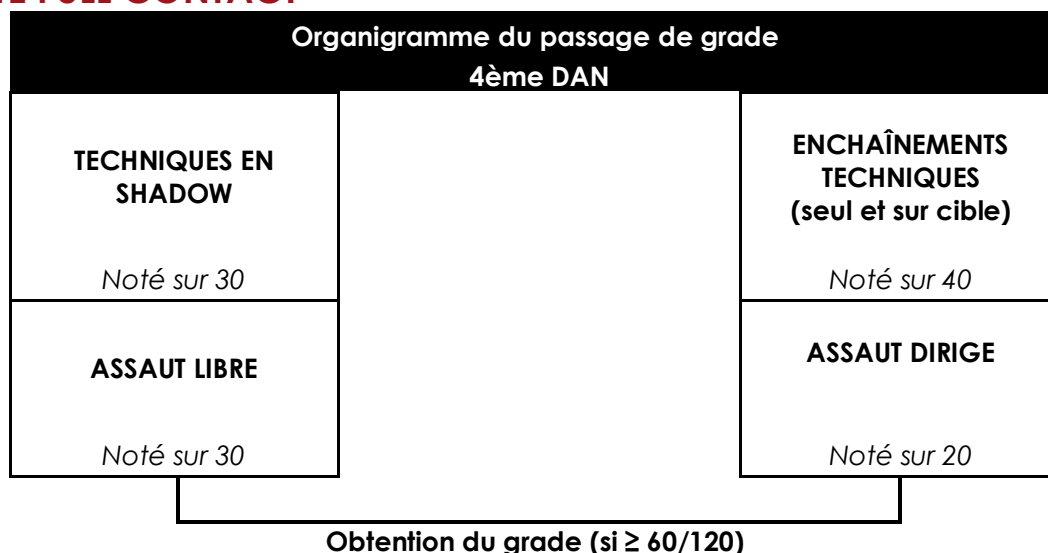 Organigramme du passage de grade
4ème DAN
TECHNIQUES EN
SHADOW
Noté sur 30
ENCHAÎNEMENTS
TECHNIQUES
(seul et sur cible)
Noté sur 40
ASSAUT LIBRE
Noté sur 30
ASSAUT DIRIGE
Noté sur 20
Obtention du grade (si ≥ 60/120)